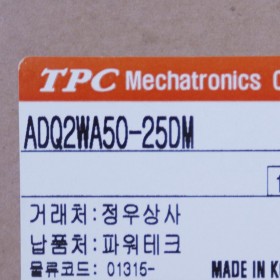 TPC Mechatronics
ADQ2WA50-25DM
거래처:정우상사
납품처:파워테크
물류코드: 01315-
MADE IN K